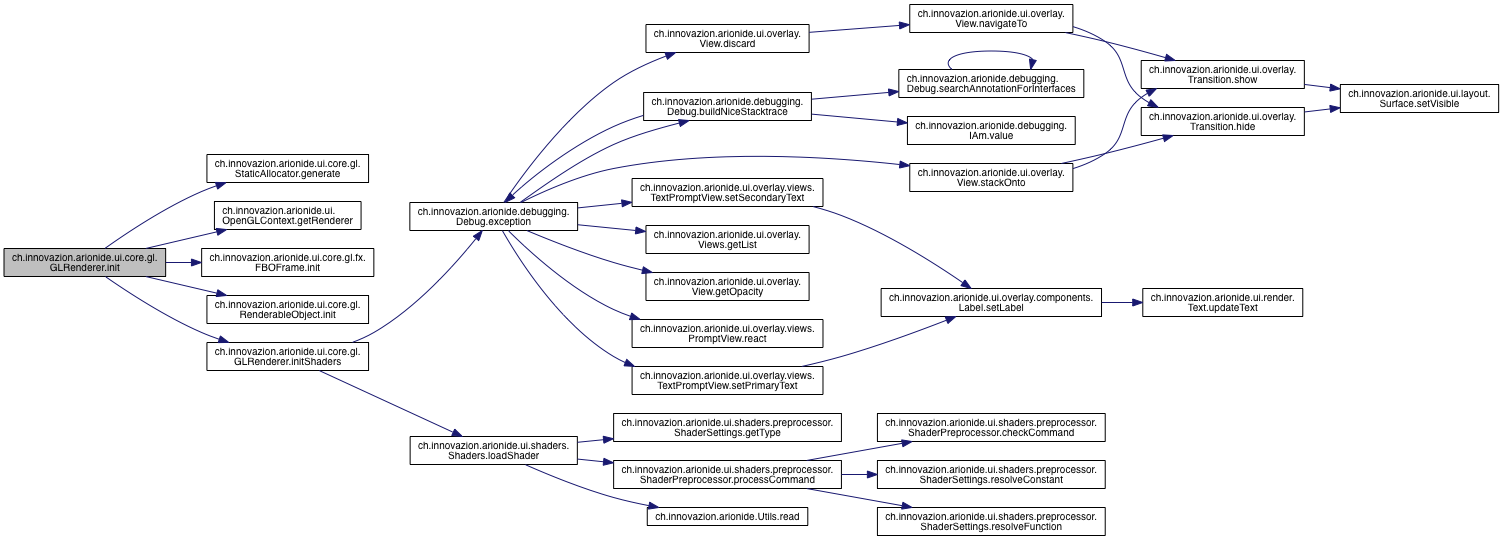 ch.innovazion.arionide.ui.core.gl.
GLRenderer.init
ch.innovazion.arionide.ui.core.gl.
StaticAllocator.generate
ch.innovazion.arionide.ui.
OpenGLContext.getRenderer
ch.innovazion.arionide.ui.core.gl.fx.
FBOFrame.init
ch.innovazion.arionide.ui.core.gl.
RenderableObject.init
ch.innovazion.arionide.ui.core.gl.
GLRenderer.initShaders
ch.innovazion.arionide.debugging.
Debug.exception
ch.innovazion.arionide.ui.shaders.
Shaders.loadShader
ch.innovazion.arionide.ui.overlay.
View.discard
ch.innovazion.arionide.debugging.
Debug.buildNiceStacktrace
ch.innovazion.arionide.ui.overlay.views.
TextPromptView.setSecondaryText
ch.innovazion.arionide.ui.overlay.
Views.getList
ch.innovazion.arionide.ui.overlay.
View.getOpacity
ch.innovazion.arionide.ui.overlay.views.
PromptView.react
ch.innovazion.arionide.ui.overlay.views.
TextPromptView.setPrimaryText
ch.innovazion.arionide.ui.shaders.preprocessor.
ShaderSettings.getType
ch.innovazion.arionide.ui.shaders.preprocessor.
ShaderPreprocessor.processCommand
ch.innovazion.arionide.Utils.read
ch.innovazion.arionide.ui.overlay.
View.navigateTo
ch.innovazion.arionide.debugging.
Debug.searchAnnotationForInterfaces
ch.innovazion.arionide.debugging.
IAm.value
ch.innovazion.arionide.ui.overlay.
View.stackOnto
ch.innovazion.arionide.ui.overlay.components.
Label.setLabel
ch.innovazion.arionide.ui.shaders.preprocessor.
ShaderPreprocessor.checkCommand
ch.innovazion.arionide.ui.shaders.preprocessor.
ShaderSettings.resolveConstant
ch.innovazion.arionide.ui.shaders.preprocessor.
ShaderSettings.resolveFunction
ch.innovazion.arionide.ui.overlay.
Transition.show
ch.innovazion.arionide.ui.overlay.
Transition.hide
ch.innovazion.arionide.ui.render.
Text.updateText
ch.innovazion.arionide.ui.layout.
Surface.setVisible